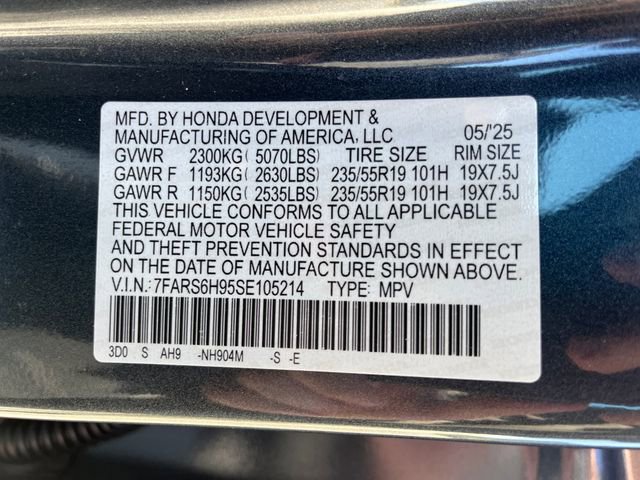 MFD. BY HONDA DEVELOPMENT &
MANUFACTURING OF AMERICA, LLC 05/'25
GVWR 2300KG ( 5070LBS) TIRE SIZE RIM SIZE
GAWR F 1193KG ( 2630LBS) 235/55R19 101H 19X7.5J
GAWR R 1150KG ( 2535LBS) 235/55R19 101H 19X7.5J
THIS VEHICLE CONFORMS TO ALL APPLICABLE
FEDERAL MOTOR VEHICLE SAFETY
AND THEFT PREVENTION STANDARDS IN EFFECT
ON THE DATE OF MANUFACTURE SHOWN ABOVE.
V.I.N.:7FARS6H95SE105214 TYPE: MPV
3D0 S AH9 -NH904M -S -E